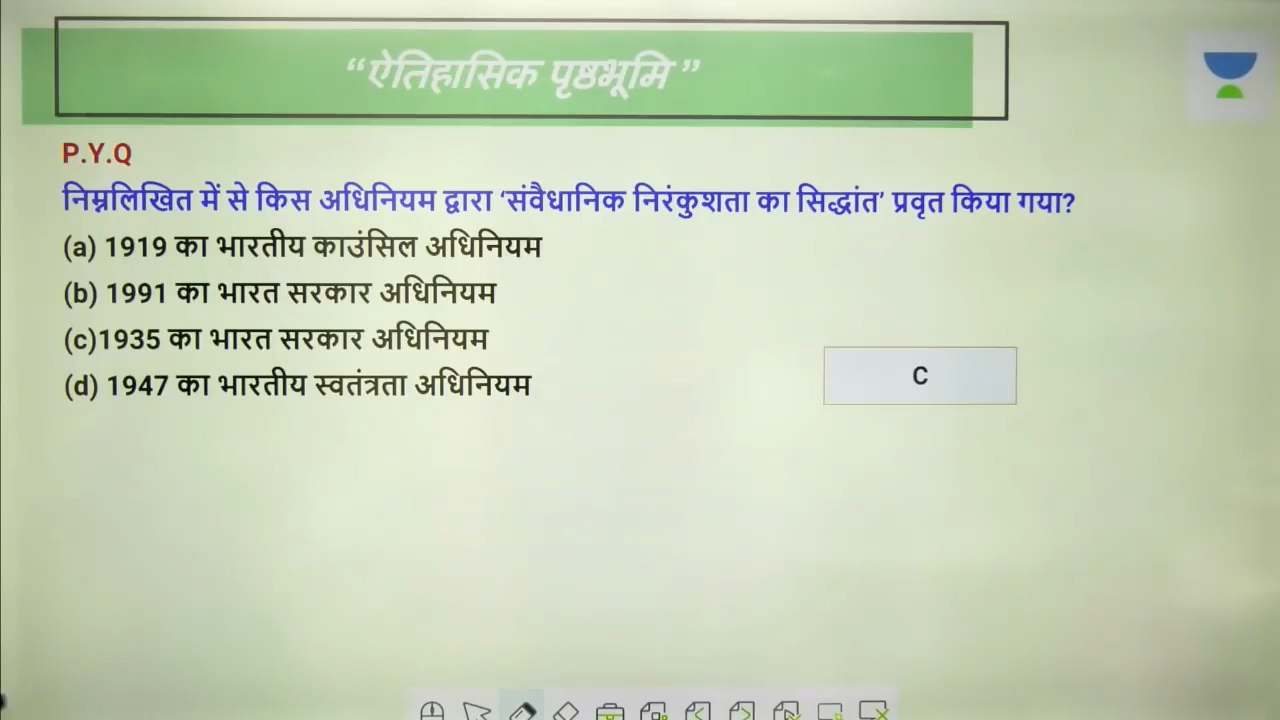 “ऐतिहासिक पृष्ठभूमि”
P.Y.Q
निम्नलिखित में से किस अधिनियम द्वारा ‘संवैधानिक निरंकुशता का सिद्धांत’ प्रवृत किया गया?
(a) 1919 का भारतीय काउंसिल अधिनियम
(b) 1991 का भारत सरकार अधिनियम
(c)1935 का भारत सरकार अधिनियम
(d) 1947 का भारतीय स्वतंत्रता अधिनियम
C